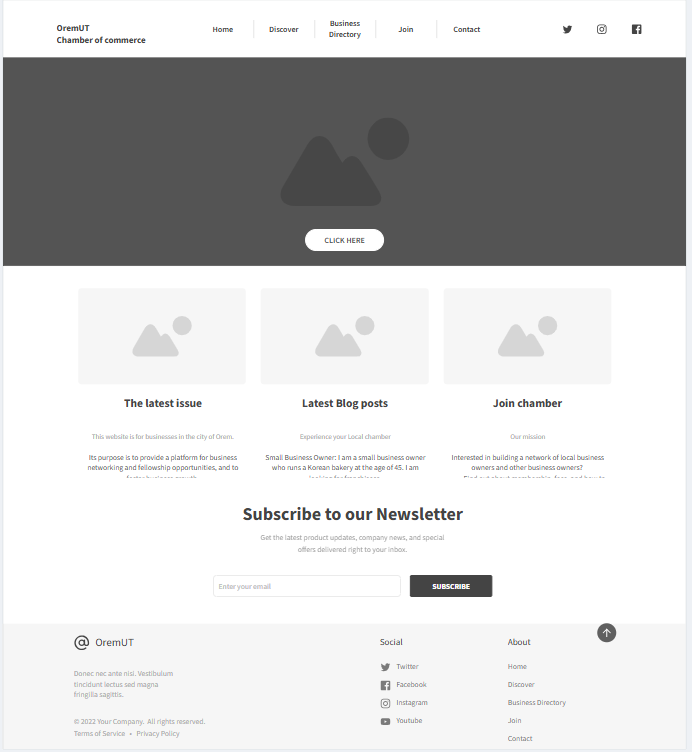 OremUT
Chamber of commerce
Home
Discover
Business
Directory
Join
Contact
CLICK HERE
The latest issue
Latest Blog posts
Join chamber
This website is for businesses in the city of Orem.
Experience your Local chamber
Our mission
Its purpose is to provide a platform for business
networking and fellowship opportunities, and to
Small Business Owner: I am a small business owner
who runs a Korean bakery at the age of 45. I am
Interested in building a network of local business
owners and other business owners?
Subscribe to our Newsletter
Get the latest product updates, company news, and special
offers delivered right to your inbox.
Enter your email
SUBSCRIBE
@ OremUT
Donec nec ante nisi. Vestibulum
tincidunt lectus sed magna
fringilla sagittis.
© 2022 Your Company. All rights reserved.
Terms of Service • Privacy Policy
Social
Twitter
Facebook
Instagram
Youtube
About
Home
Discover
Business Directory
Join
Contact